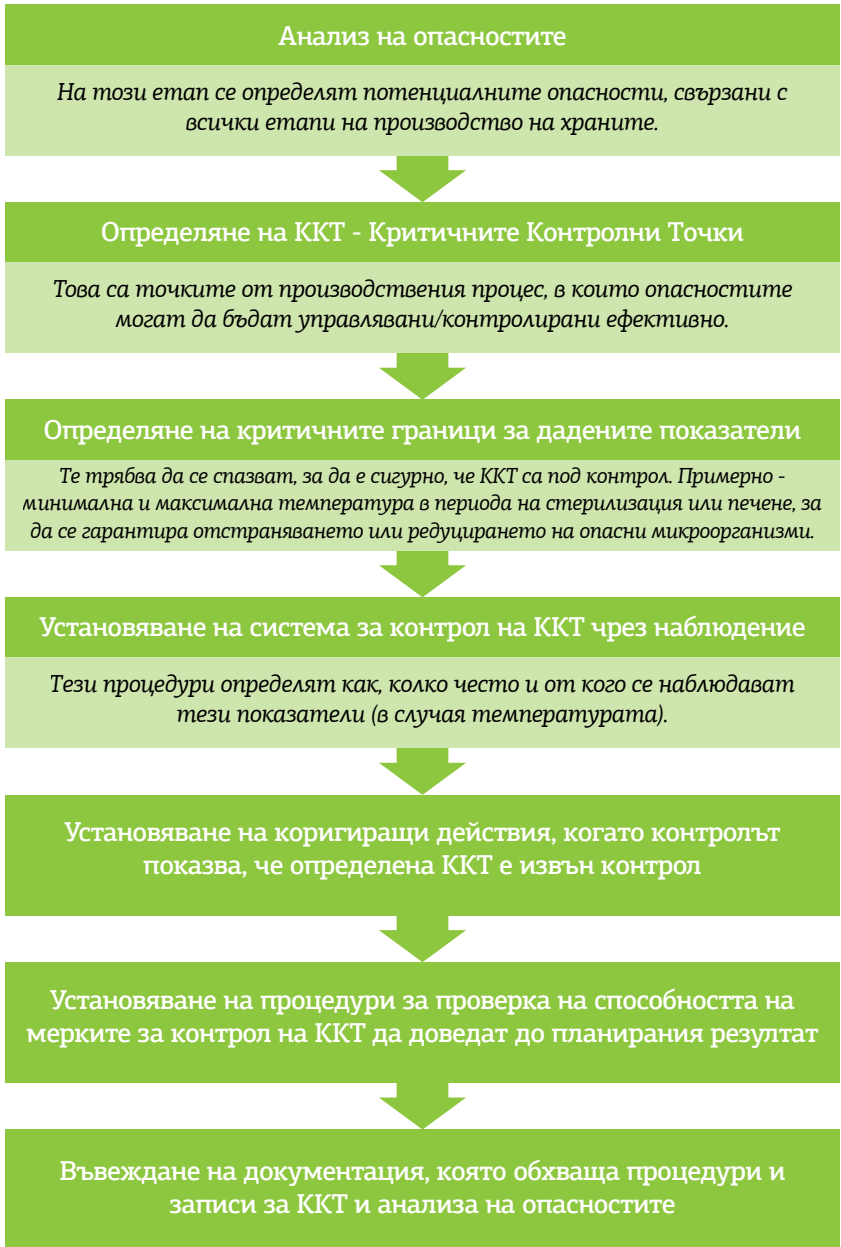 Анализ на опасностите
На този етап се определят потенциалните опасности, свързани с
всички етапи на производство на храните.
Определяне на ККТ - Критичните Контролни Точки
Това са точките от производствения процес, в които опасностите
могат да бъдат управлявани/контролирани ефективно.
Определяне на критичните граници за дадените показатели
Те трябва да се спазват, за да е сигурно, че ККТ са под контрол. Примерно -
минимална и максимална температура в периода на стерилизация или печене, за
да се гарантира отстраняването или редуцирането на опасни микроорганизми.
Установяване на система за контрол на ККТ чрез наблюдение
Тези процедури определят как, колко често и от кого се наблюдават
тези показатели (в случая температурата).
Установяване на коригиращи действия, когато контролът
показва, че определена ККТ е извън контрол
Установяване на процедури за проверка на способността на
мерките за контрол на ККТ да доведат до планирания резултат
Въвеждане на документация, която обхваща процедури и
записи за ККТ и анализа на опасностите